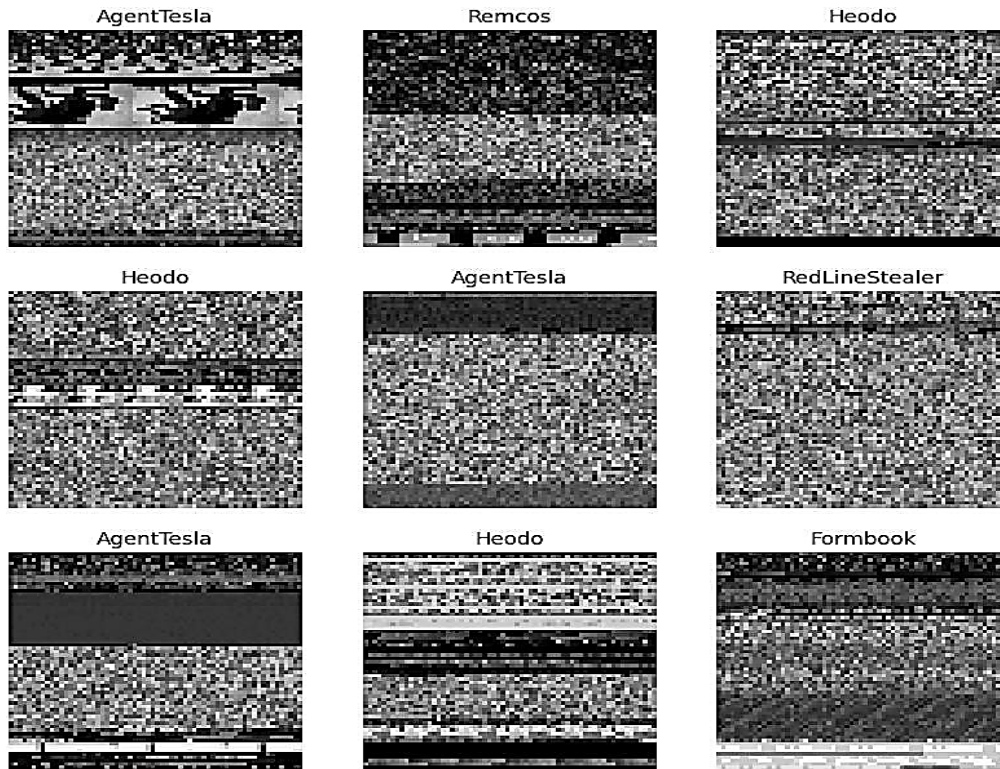 AgentTesla
Remcos
Heodo
Heodo
AgentTesla
RedLineStealer
AgentTesla
Heodo
Formbook